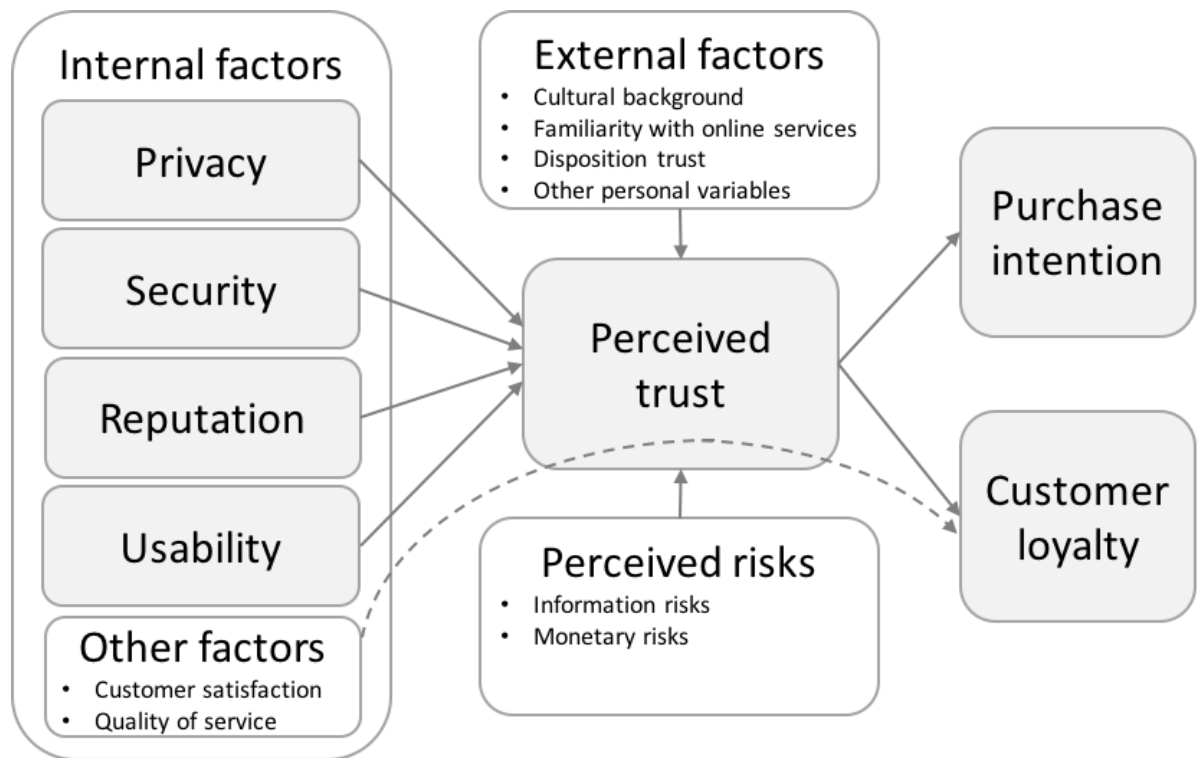 Internal factors
Privacy
Security
Reputation
Usability
Other factors
• Customer satisfaction
• Quality of service
External factors
• Cultural background
• Familiarity with online services
• Disposition trust
• Other personal variables
Perceived
trust
Perceived risks
• Information risks
• Monetary risks
Purchase
intention
Customer
loyalty